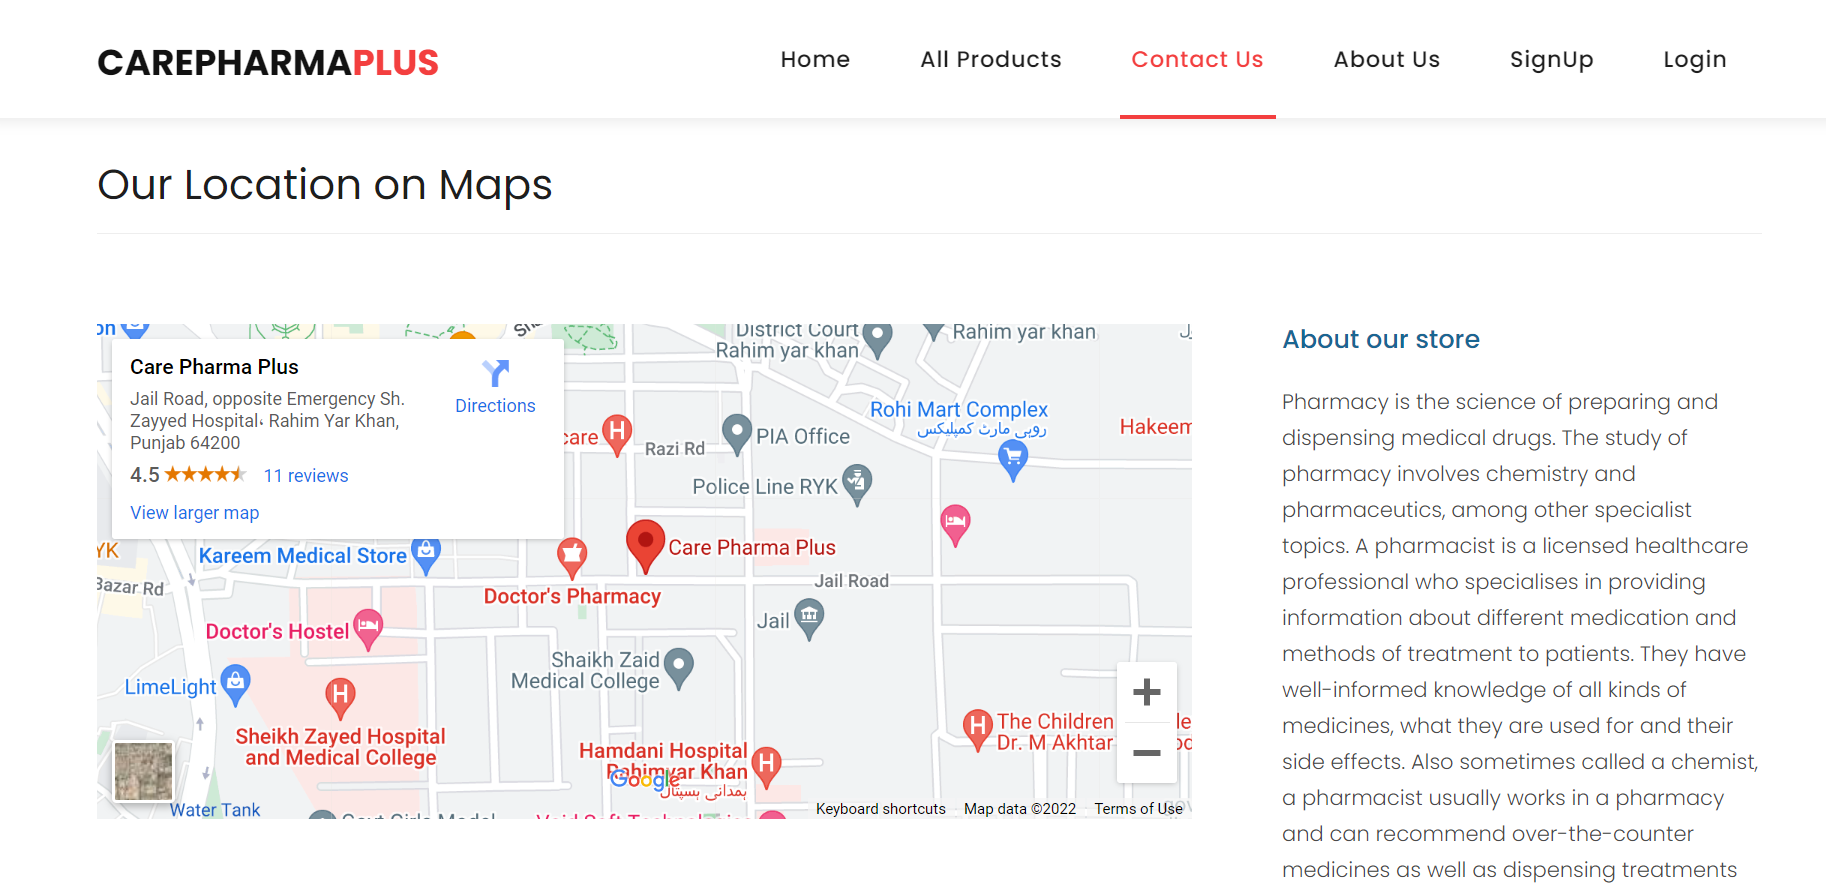 CAREPHARMAPLUS
Home
All Products
Contact Us
About Us
SignUp
Login
Our Location on Maps
District Court
Rahim yar khan
Rahim yar khan
Care Pharma Plus
Jail Road, opposite Emergency Sh.
Zayyed Hospital، Rahim Yar Khan,
Punjab 64200
4.5
11 reviews
View larger map
Directions
Rohi Mart Complex
روہی مارٹ کمپلیکس
Hakeem
care
Razi Rd
PIA Office
Police Line RYK
YK
Kareem Medical Store
Care Pharma Plus
Bazar Rd
Doctor's Pharmacy
Jail Road
Doctor's Hostel
Jail
Shaikh Zaid
Medical College
LimeLight
Sheikh Zayed Hospital
and Medical College
The Children
Dr. M Akhtar
Hamdani Hospital
Rahimyar Khan
ہمدانی ہسپتال
Google
Water Tank
Keyboard shortcuts
Map data ©2022
Terms of Use
About our store
Pharmacy is the science of preparing and
dispensing medical drugs. The study of
pharmacy involves chemistry and
pharmaceutics, among other specialist
topics. A pharmacist is a licensed healthcare
professional who specialises in providing
information about different medication and
methods of treatment to patients. They have
well-informed knowledge of all kinds of
medicines, what they are used for and their
side effects. Also sometimes called a chemist,
a pharmacist usually works in a pharmacy
and can recommend over-the-counter
medicines as well as dispensing treatments